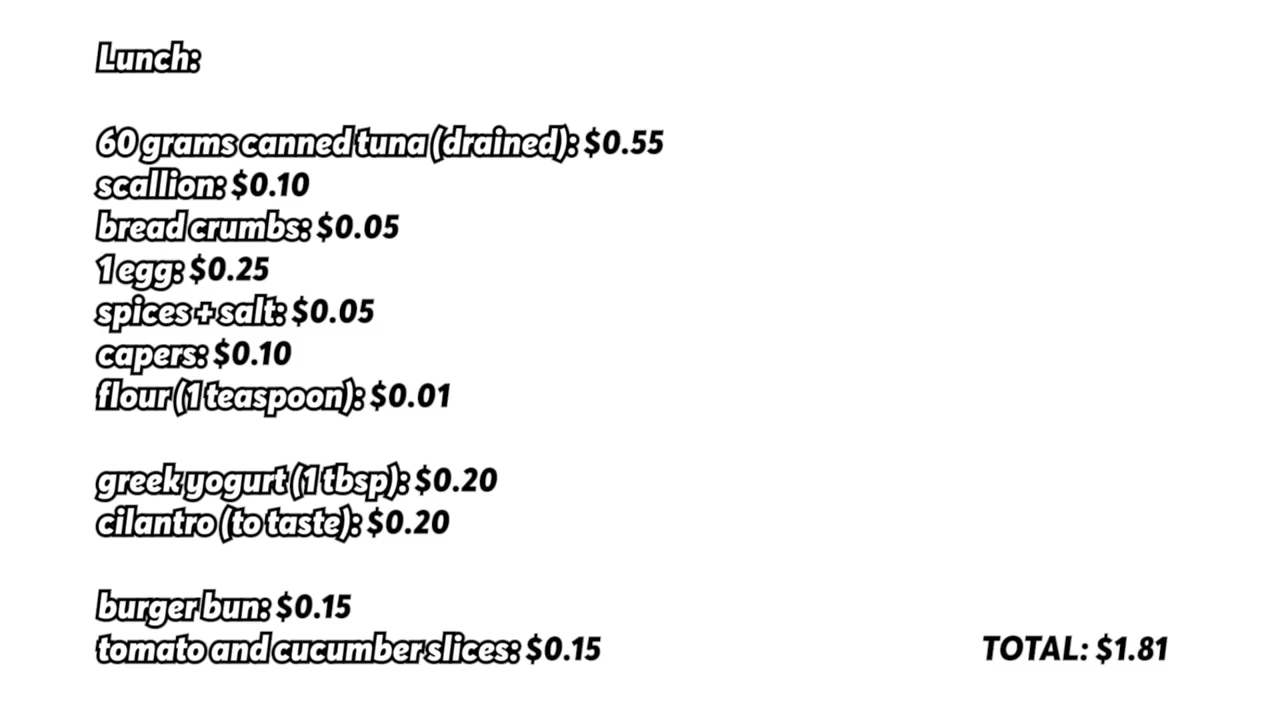 Lunch:
60 grams canned tuna (drained): $0.55
scallion: $0.10
bread crumbs: $0.05
1 egg: $0.25
spices + salt: $0.05
capers: $0.10
flour (1 teaspoon): $0.01
greek yogurt (1 tbsp): $0.20
cilantro (to taste): $0.20
burger bun: $0.15
tomato and cucumber slices: $0.15
TOTAL: $1.81